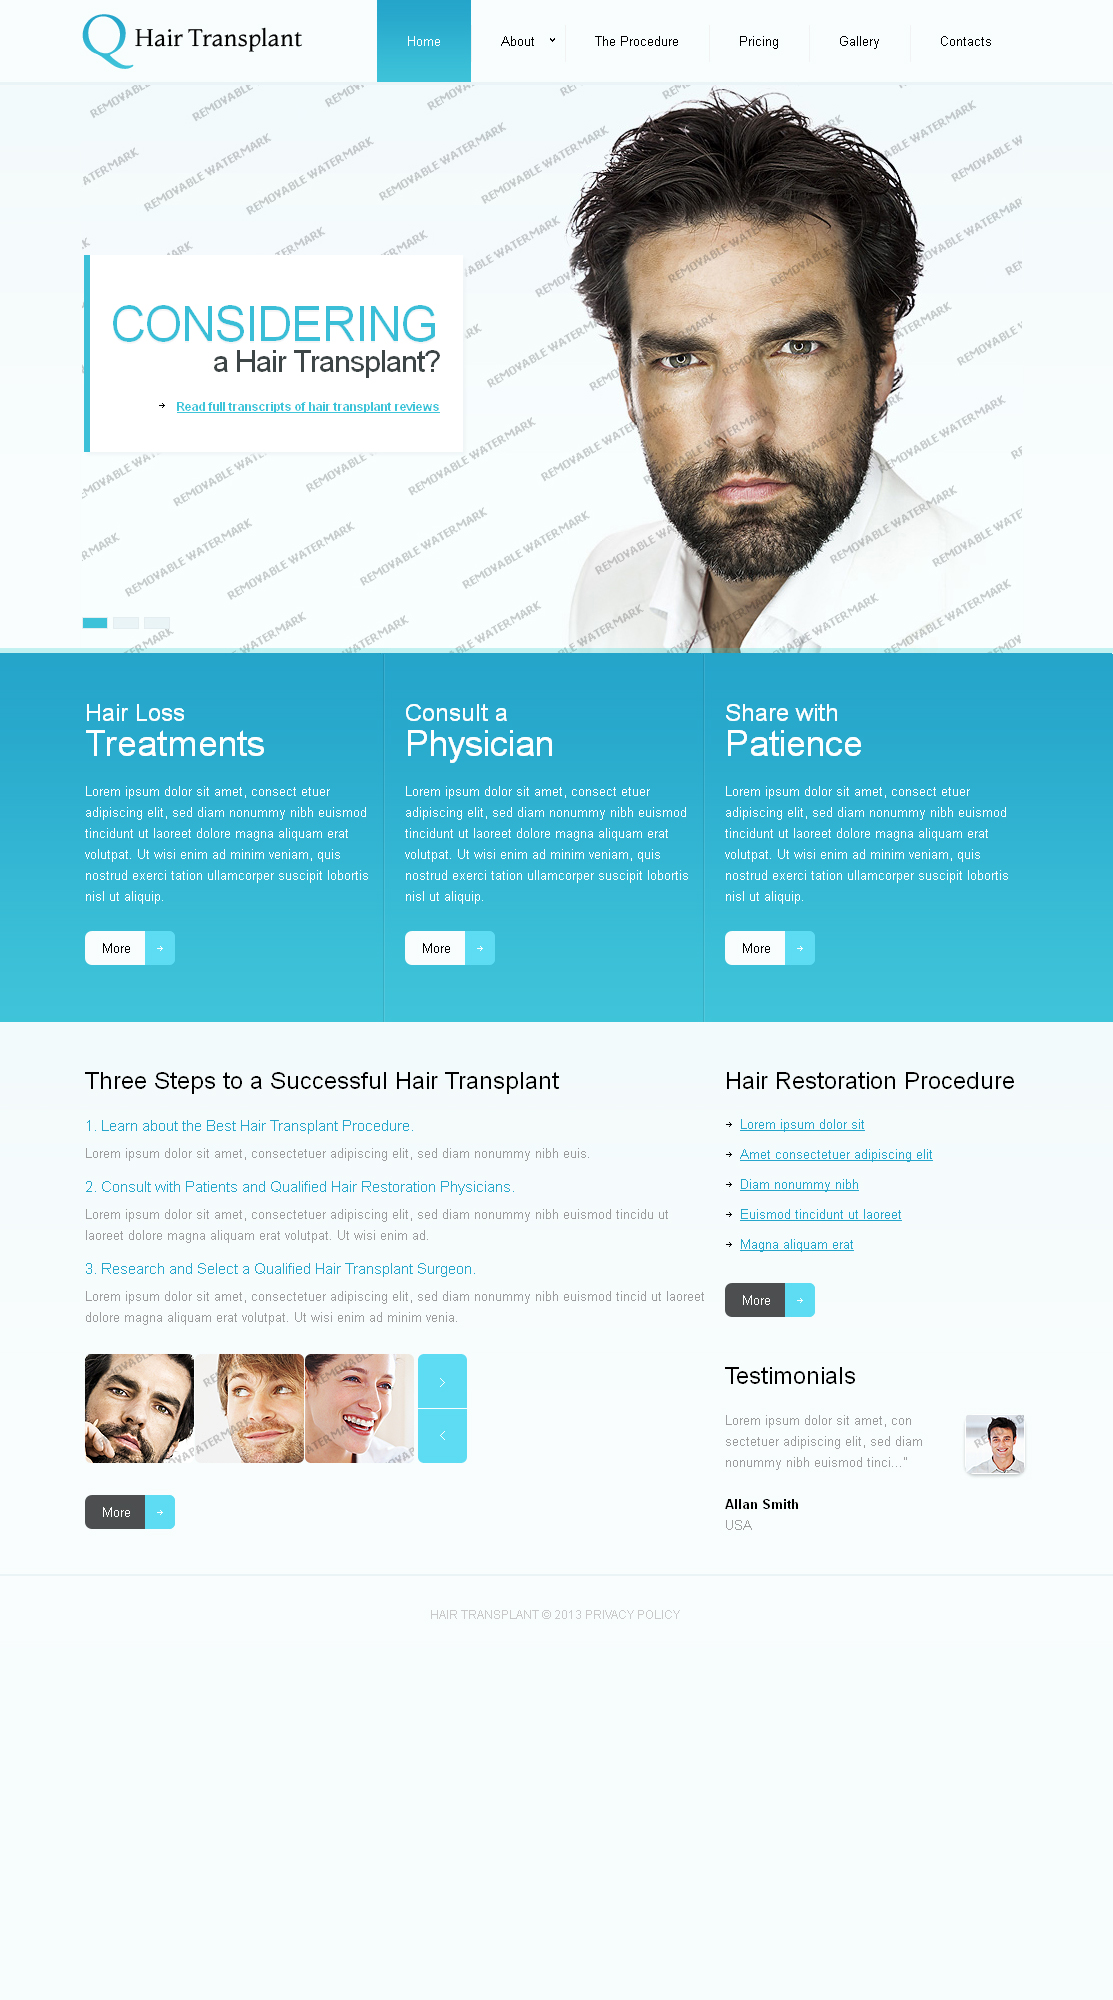 Q Hair Transplant
Home
About
The Procedure
Pricing
Gallery
Contacts
REMOVABLE WATERMARK
CONSIDERING
a Hair Transplant?
Read full transcripts of hair transplant reviews
Hair Loss
Treatments
Lorem ipsum dolor sit amet, consect etuer
adipiscing elit, sed diam nonummy nibh euismod
tincidunt ut laoreet dolore magna aliquam erat
volutpat. Ut wisi enim ad minim veniam, quis
nostrud exerci tation ullamcorper suscipit lobortis
nisl ut aliquip.
More
Consult a
Physician
Lorem ipsum dolor sit amet, consect etuer
adipiscing elit, sed diam nonummy nibh euismod
tincidunt ut laoreet dolore magna aliquam erat
volutpat. Ut wisi enim ad minim veniam, quis
nostrud exerci tation ullamcorper suscipit lobortis
nisl ut aliquip.
More
Share with
Patience
Lorem ipsum dolor sit amet, consect etuer
adipiscing elit, sed diam nonummy nibh euismod
tincidunt ut laoreet dolore magna aliquam erat
volutpat. Ut wisi enim ad minim veniam, quis
nostrud exerci tation ullamcorper suscipit lobortis
nisl ut aliquip.
More
Three Steps to a Successful Hair Transplant
1. Learn about the Best Hair Transplant Procedure.
Lorem ipsum dolor sit amet, consectetuer adipiscing elit, sed diam nonummy nibh euis.
2. Consult with Patients and Qualified Hair Restoration Physicians.
Lorem ipsum dolor sit amet, consectetuer adipiscing elit, sed diam nonummy nibh euismod tincidu ut
laoreet dolore magna aliquam erat volutpat. Ut wisi enim ad.
3. Research and Select a Qualified Hair Transplant Surgeon.
Lorem ipsum dolor sit amet, consectetuer adipiscing elit, sed diam nonummy nibh euismod tincid ut laoreet
dolore magna aliquam erat volutpat. Ut wisi enim ad minim venia.
More
Hair Restoration Procedure
Lorem ipsum dolor sit
Amet consectetuer adipiscing elit
Diam nonummy nibh
Euismod tincidunt ut laoreet
Magna aliquam erat
More
Testimonials
Lorem ipsum dolor sit amet, con
sectetuer adipiscing elit, sed diam
nonummy nibh euismod tinci..."
Allan Smith
USA
HAIR TRANSPLANT © 2013 PRIVACY POLICY